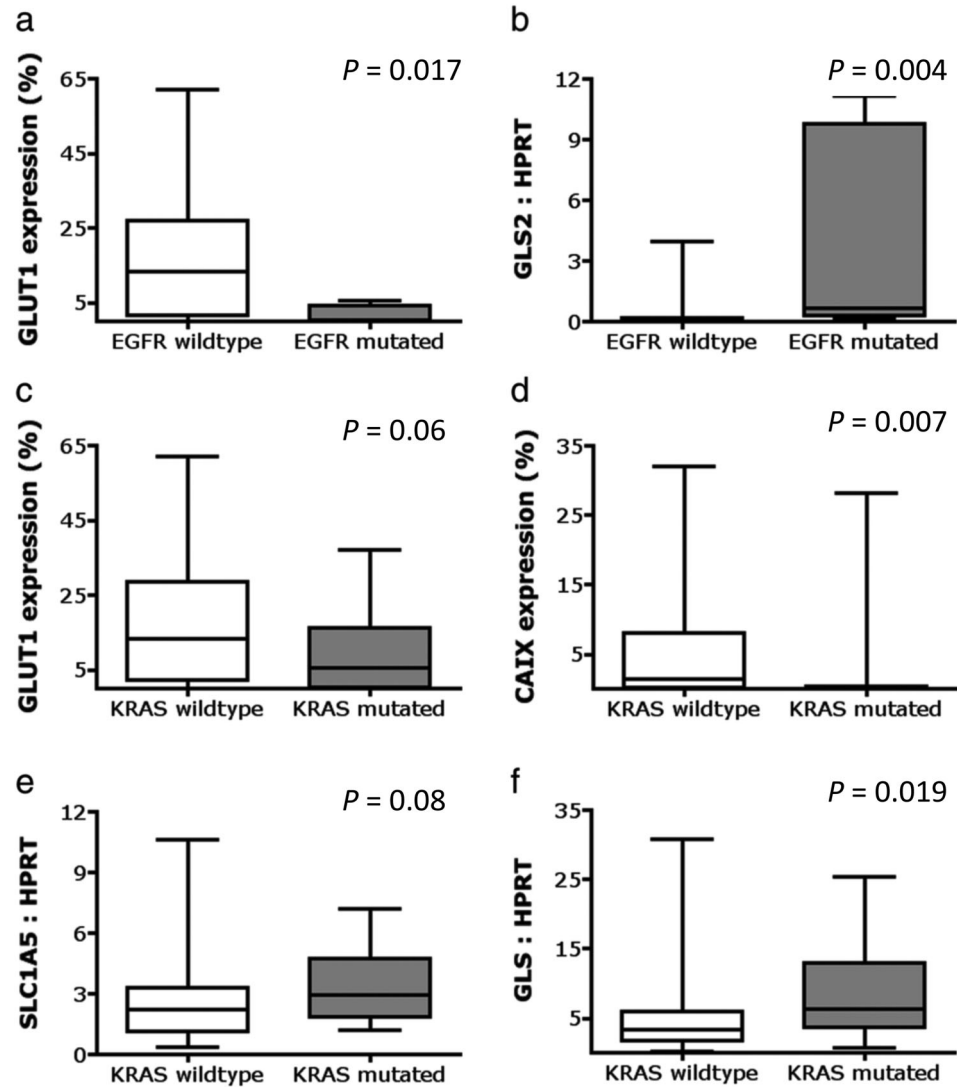 a
P = 0.017
GLUT1 expression (%)
65
45
25
5
EGFR wildtype EGFR mutated
b
P = 0.004
GLS2 : HPRT
12
9
6
3
0
EGFR wildtype EGFR mutated
c
P = 0.06
GLUT1 expression (%)
65
45
25
5
KRAS wildtype KRAS mutated
d
P = 0.007
CAIX expression (%)
35
25
15
5
KRAS wildtype KRAS mutated
e
P = 0.08
SLC1A5 : HPRT
12
9
6
3
0
KRAS wildtype KRAS mutated
f
P = 0.019
GLS : HPRT
35
25
15
5
KRAS wildtype KRAS mutated